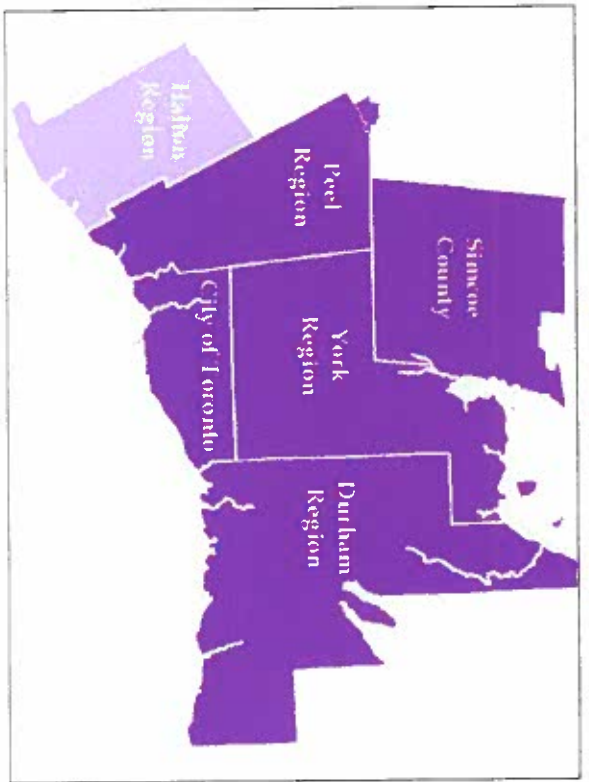 Halton
Region
Peel
Region
Simcoe
County
York
Region
City of Toronto
Durham
Region